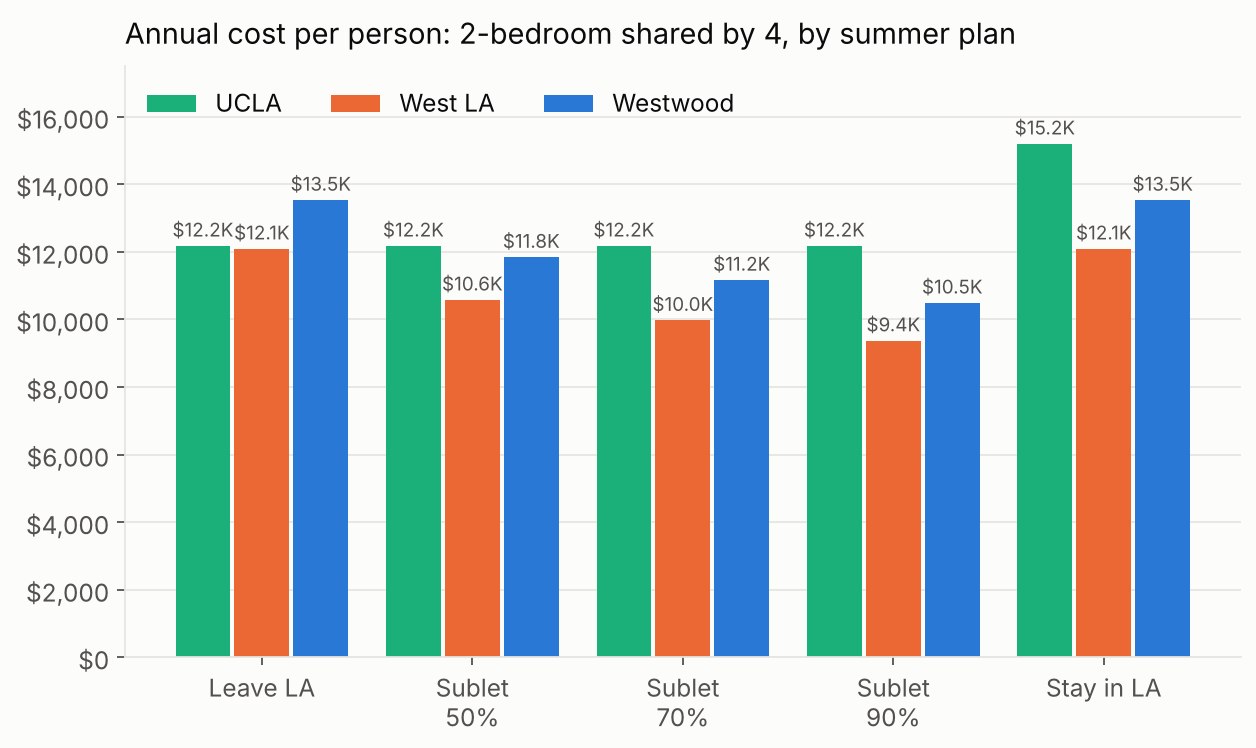 Annual cost per person: 2-bedroom shared by 4, by summer plan
UCLA West LA Westwood
$16,000
$14,000
$12,000
$10,000
$8,000
$6,000
$4,000
$2,000
$0
$12.2K $12.1K $13.5K
$12.2K $10.6K $11.8K
$12.2K $10.0K $11.2K
$12.2K $9.4K $10.5K
$15.2K $12.1K $13.5K
Leave LA
Sublet
50%
Sublet
70%
Sublet
90%
Stay in LA